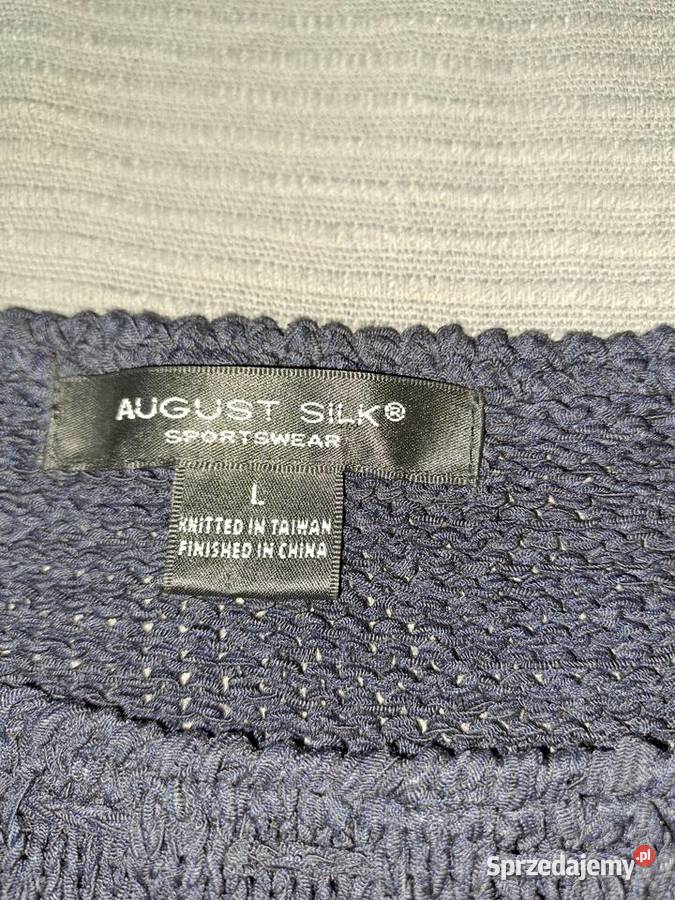 AUGUST SILK®
SPORTSWEAR
L
KNITTED IN TAIWAN
FINISHED IN CHINA
Sprzedajemy.pl